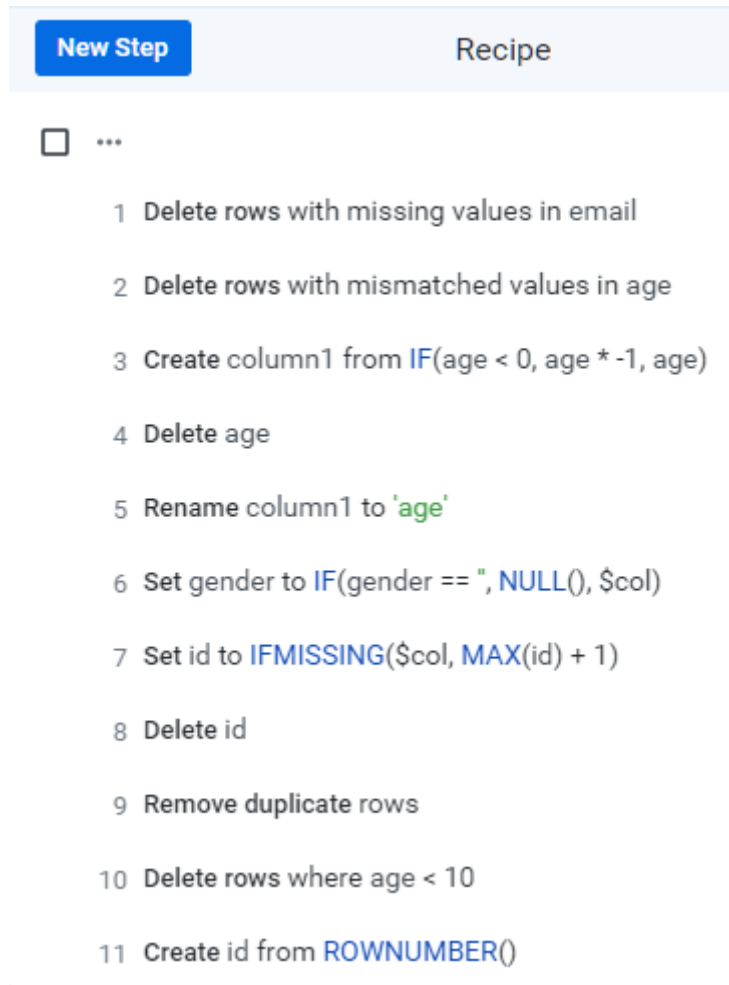 New Step
Recipe
...
1 Delete rows with missing values in email
2 Delete rows with mismatched values in age
3 Create column1 from IF(age < 0, age * -1, age)
4 Delete age
5 Rename column1 to 'age'
6 Set gender to IF(gender == '', NULL(), $col)
7 Set id to IFMISSING($col, MAX(id) + 1)
8 Delete id
9 Remove duplicate rows
10 Delete rows where age < 10
11 Create id from ROWNUMBER()